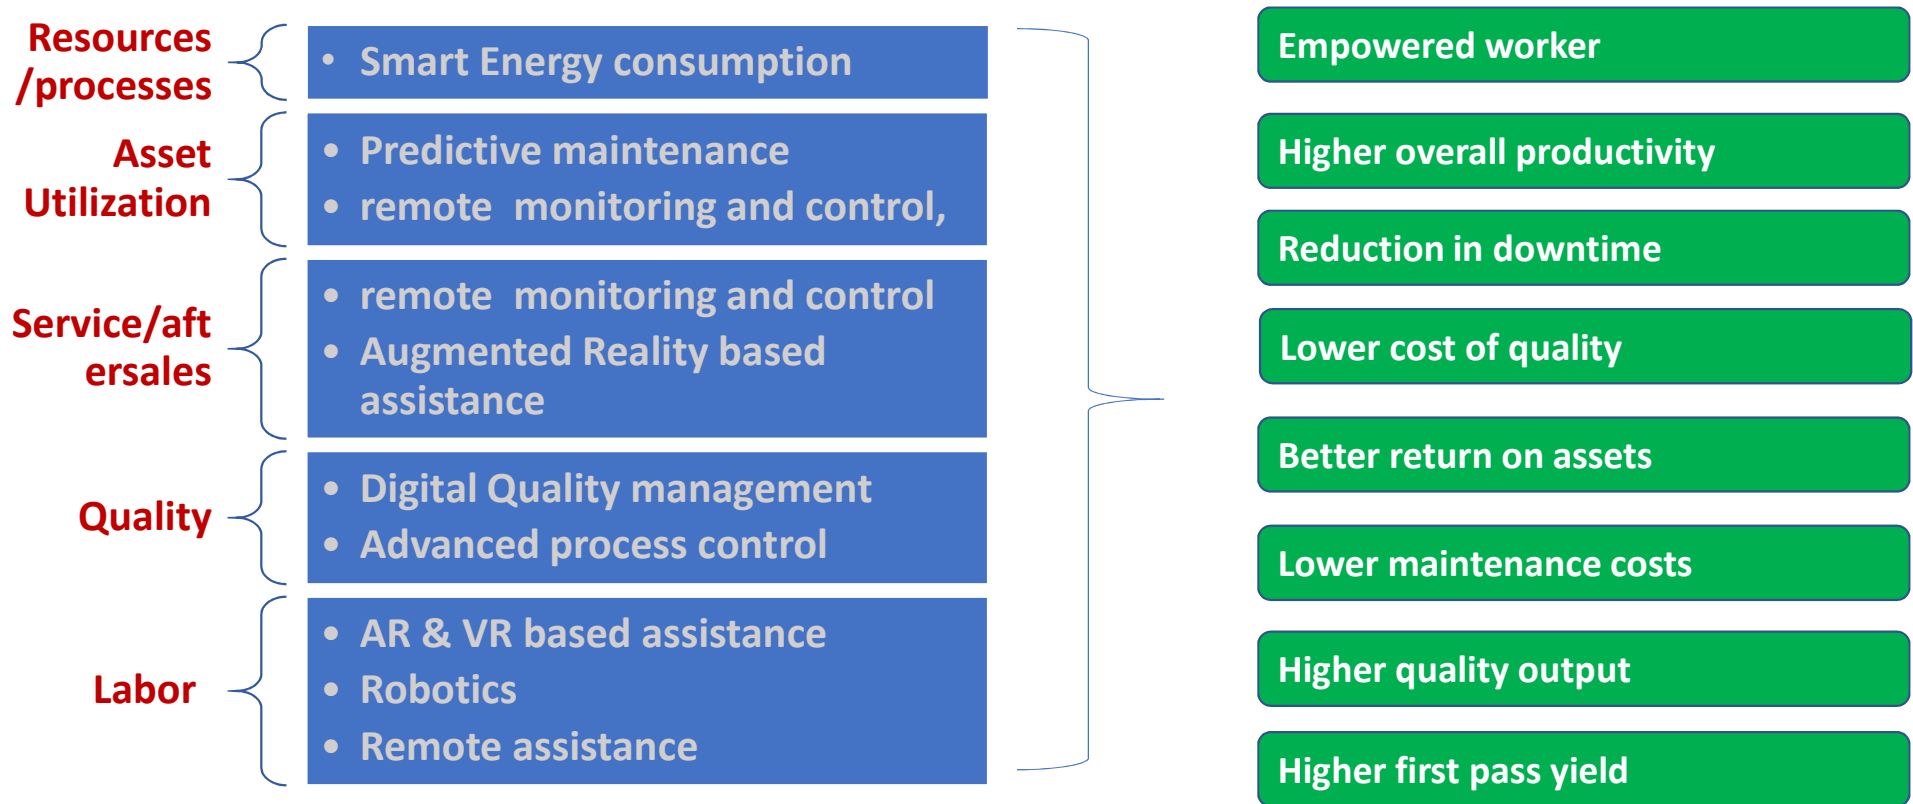 Resources
/processes
• Smart Energy consumption
Asset
Utilization
• Predictive maintenance
• remote  monitoring and control,
Service/aft
ersales
• remote  monitoring and control
• Augmented Reality based
assistance
Quality
• Digital Quality management
• Advanced process control
Labor
• AR & VR based assistance
• Robotics
• Remote assistance
Empowered worker
Higher overall productivity
Reduction in downtime
Lower cost of quality
Better return on assets
Lower maintenance costs
Higher quality output
Higher first pass yield